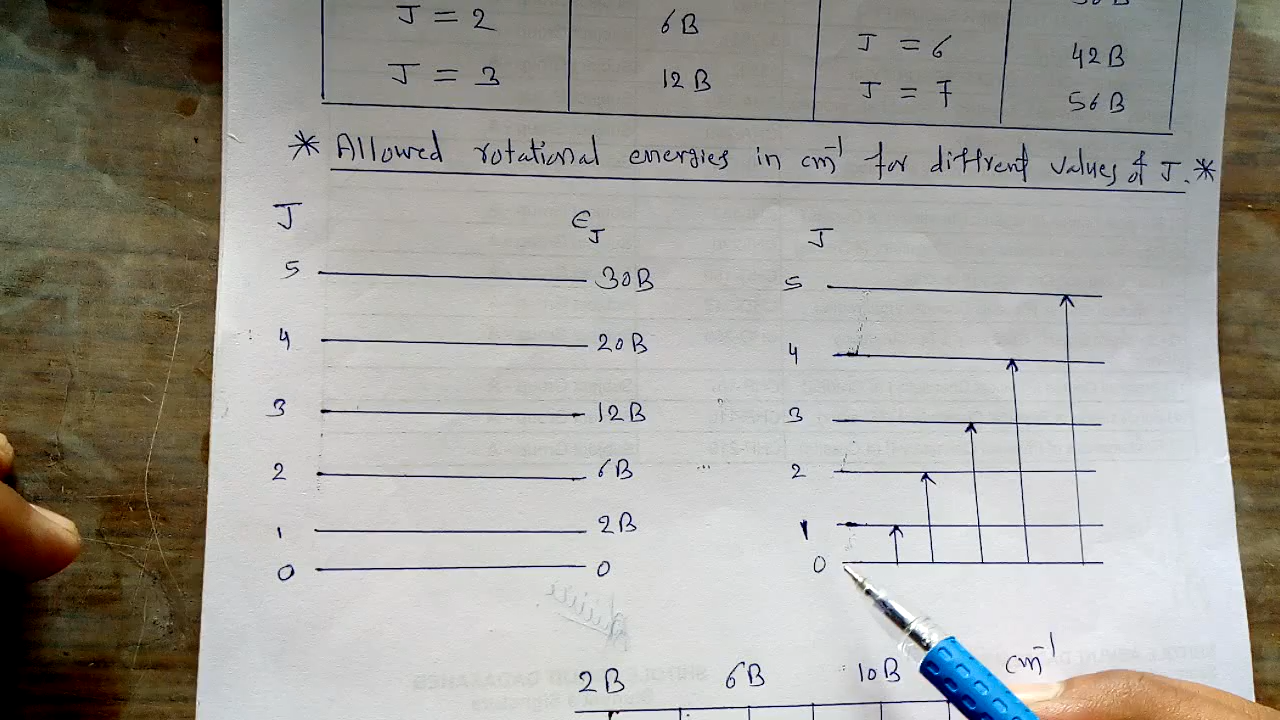 J = 2 6B
J = 6 42B
J = 3 12B
J = 7 56B
* Allowed rotational energies in cm⁻¹ for diffrent values of J. *
J ϵJ J
5 30B 5
4 20B 4
3 12B 3
2 6B 2
1 2B 1
0 0 0
2B 6B 10B cm⁻¹